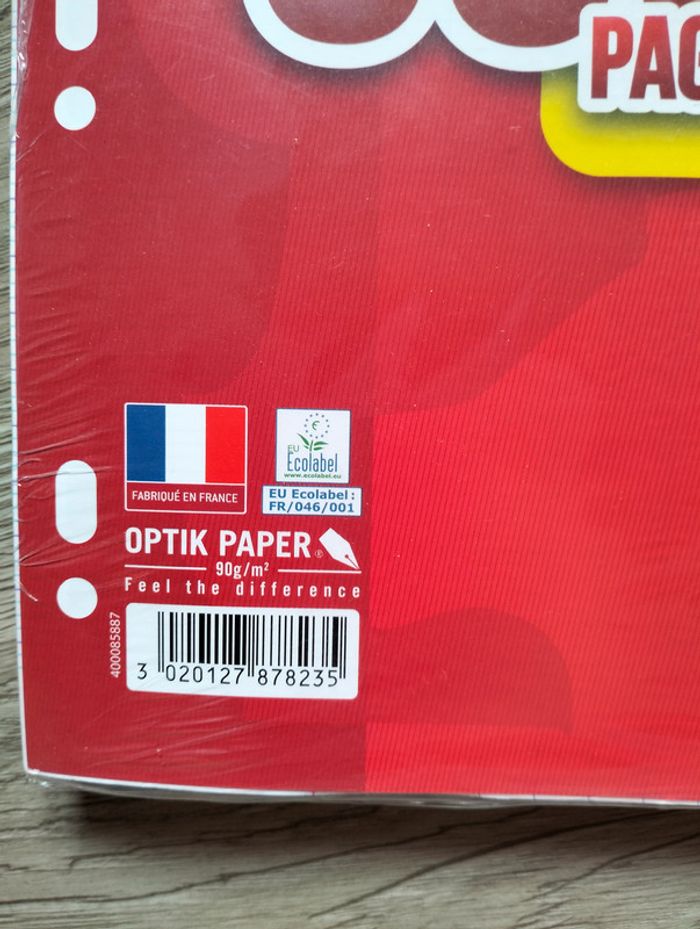 PAG
EU
Ecolabel
www.ecolabel.eu
FABRIQUÉ EN FRANCE
EU Ecolabel :
FR/046/001
OPTIK PAPER®
90g/m²
Feel the difference
400085887
3 020127 878235